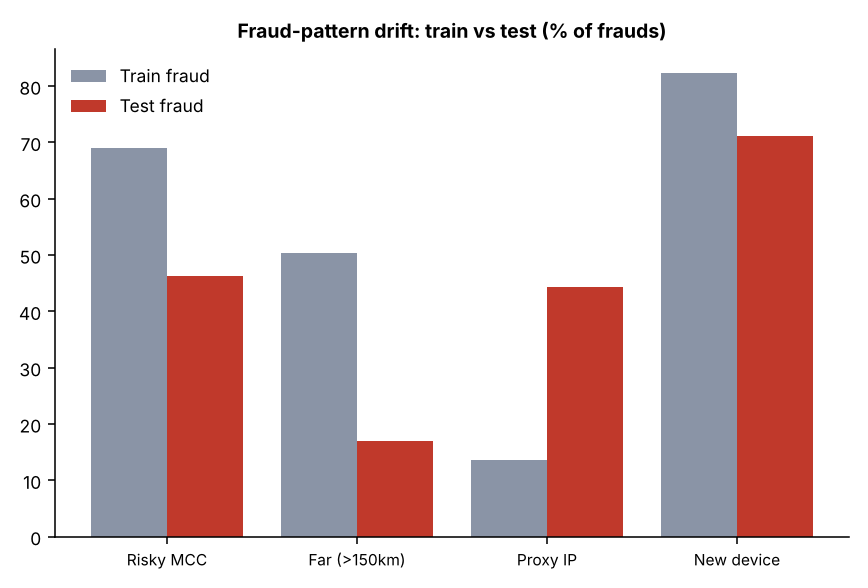 Fraud-pattern drift: train vs test (% of frauds)
Train fraud
Test fraud
80
70
60
50
40
30
20
10
0
Risky MCC
Far (>150km)
Proxy IP
New device